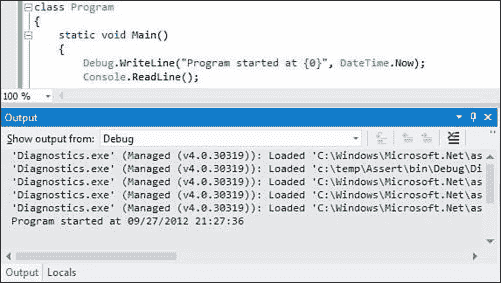 class Program
{
static void Main()
{
Debug.WriteLine("Program started at {0}", DateTime.Now);
Console.ReadLine();
100 %
Output
Show output from: Debug
'Diagnostics.exe' (Managed (v4.0.30319)): Loaded 'C:\Windows\Microsoft.Net\as
'Diagnostics.exe' (Managed (v4.0.30319)): Loaded 'c:\temp\Assert\bin\Debug\Di
'Diagnostics.exe' (Managed (v4.0.30319)): Loaded 'C:\Windows\Microsoft.Net\as
'Diagnostics.exe' (Managed (v4.0.30319)): Loaded 'C:\Windows\Microsoft.Net\as
'Diagnostics.exe' (Managed (v4.0.30319)): Loaded 'C:\Windows\Microsoft.Net\as
Program started at 09/27/2012 21:27:36
Output Locals